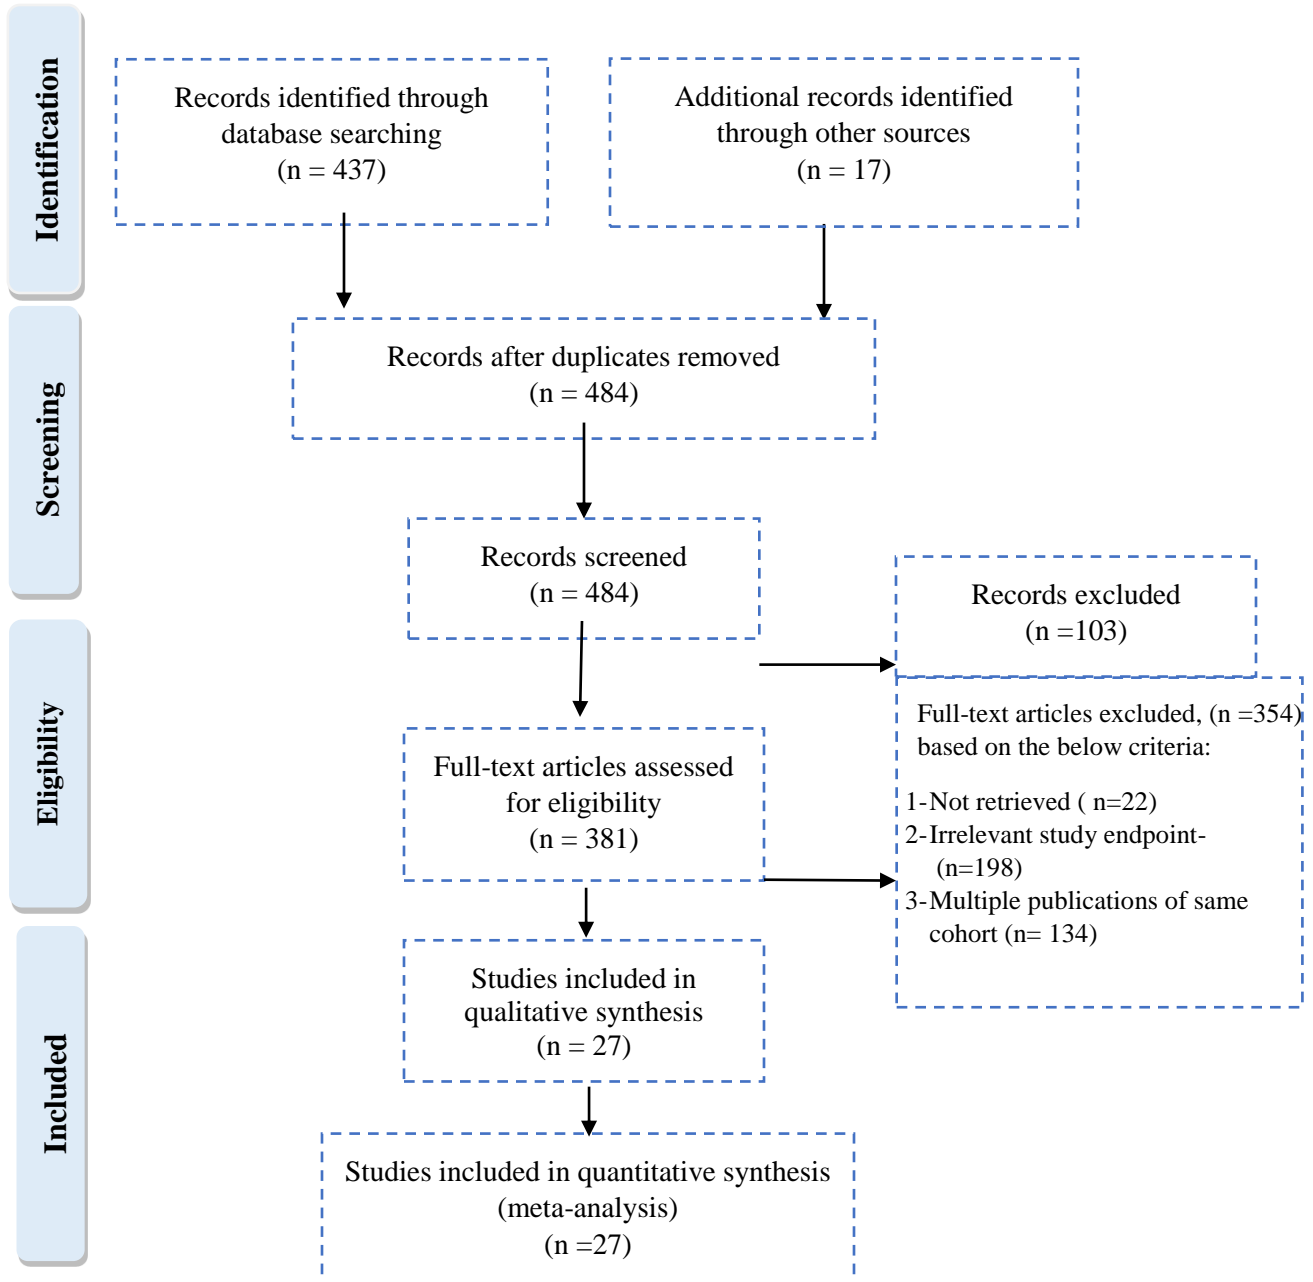 Identification
Records identified through
database searching
(n = 437)
Additional records identified
through other sources
(n = 17)
Screening
Records after duplicates removed
(n = 484)
Records screened
(n = 484)
Records excluded
(n =103)
Eligibility
Full-text articles assessed
for eligibility
(n = 381)
Full-text articles excluded, (n =354)
based on the below criteria:
1-Not retrieved ( n=22)
2-Irrelevant study endpoint-
(n=198)
3-Multiple publications of same
cohort (n= 134)
Included
Studies included in
qualitative synthesis
(n = 27)
Studies included in quantitative synthesis
(meta-analysis)
(n =27)